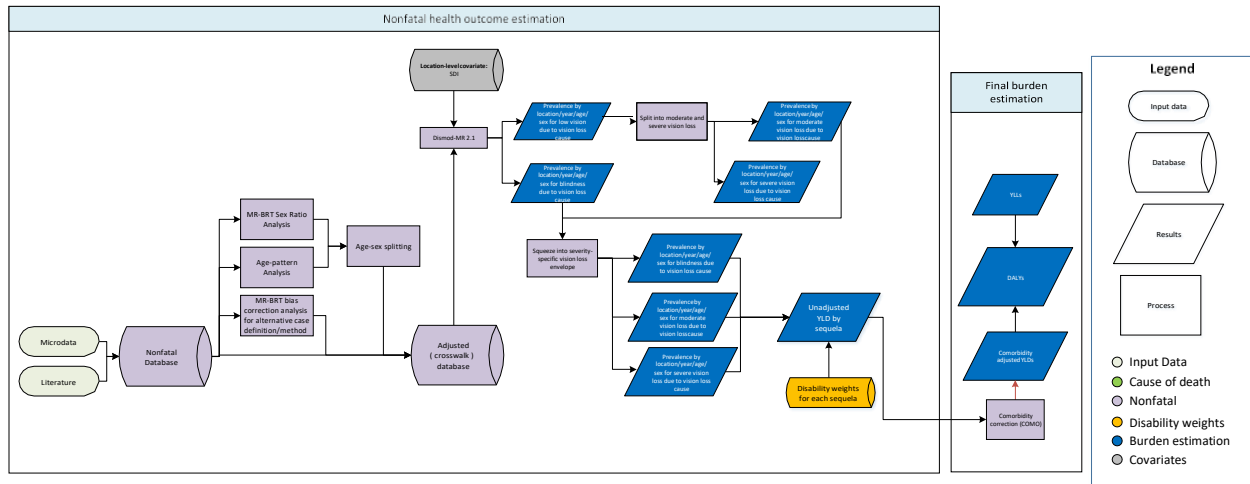 Nonfatal health outcome estimation
Location-level covariate:
SDI
Dismod-MR 2.1
Prevalence by
location/year/age/
sex for low vision
due to vision loss
cause
Split into moderate and
severe vision loss
Prevalence by
location/year/age/
sex for moderate
vision loss due to
vision losscause
Prevalence by
location/year/age/
sex for blindness
due to vision loss
cause
Prevalence by
location/year/age/
sex for severe vision
loss due to vision
loss cause
MR-BRT Sex Ratio
Analysis
Age-pattern
Analysis
MR-BRT bias
correction analysis
for alternative case
definition/method
Age-sex splitting
Squeeze into severity-
specific vision loss
envelope
Prevalence by
location/year/age/
sex for blindness due
to vision loss cause
Prevalence by
location/year/age/
sex for moderate
vision loss due to
vision losscause
Prevalence by
location/year/age/
sex for severe vision
loss due to vision loss
cause
Microdata
Literature
Nonfatal
Database
Adjusted
( crosswalk )
database
Unadjusted
YLD by
sequela
Disability weights
for each sequela
Final burden
estimation
YLLs
DALYs
Comorbidity
adjusted YLDs
Comorbidity
correction (COMO)
Legend
Input data
Database
Results
Process
Input Data
Cause of death
Nonfatal
Disability weights
Burden estimation
Covariates